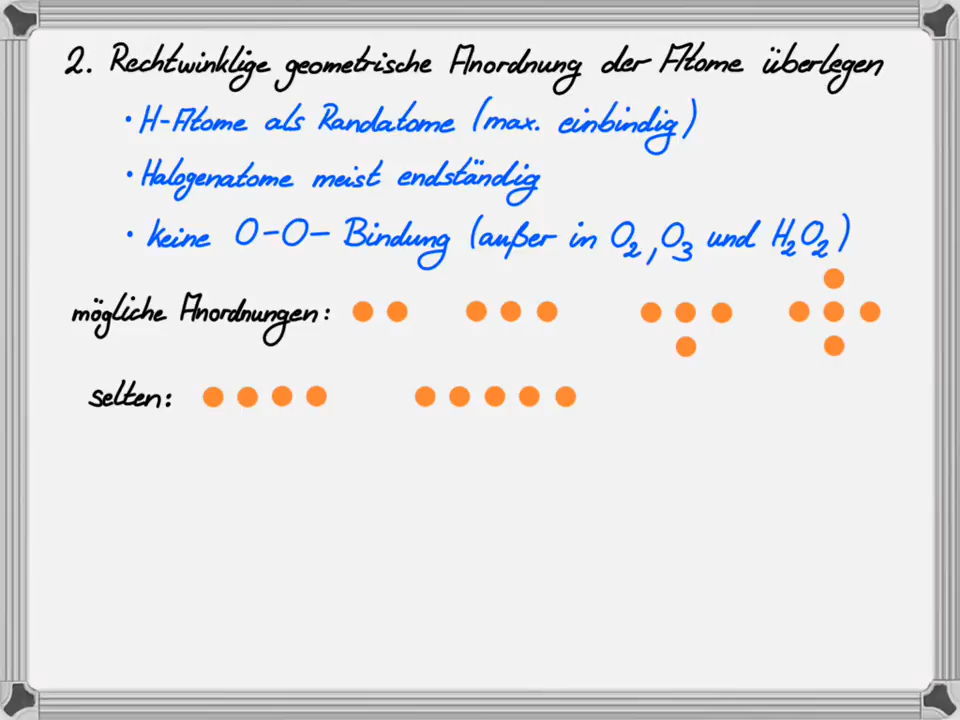 2. Rechtwinklige geometrische Anordnung der Atome überlegen
• H-Atome als Randatome (max. einbindig)
• Halogenatome meist endständig
• keine O-O- Bindung (außer in O₂, O₃ und H₂O₂)
mögliche Anordnungen:
selten: